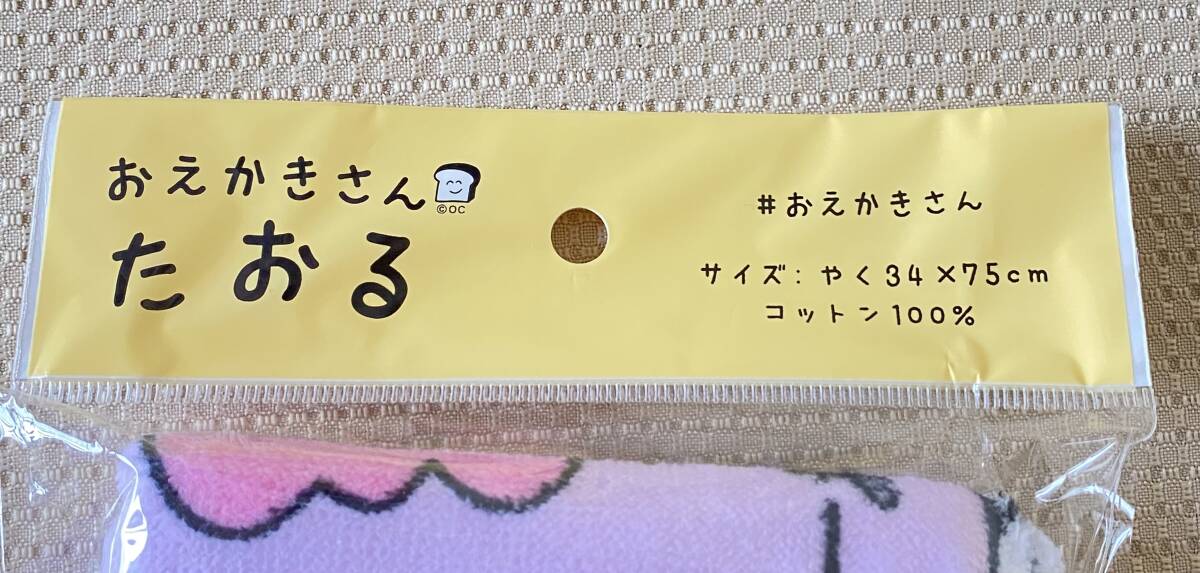 おえかきさん
©OC
たおる
#おえかきさん
サイズ:やく34×75cm
コットン100%